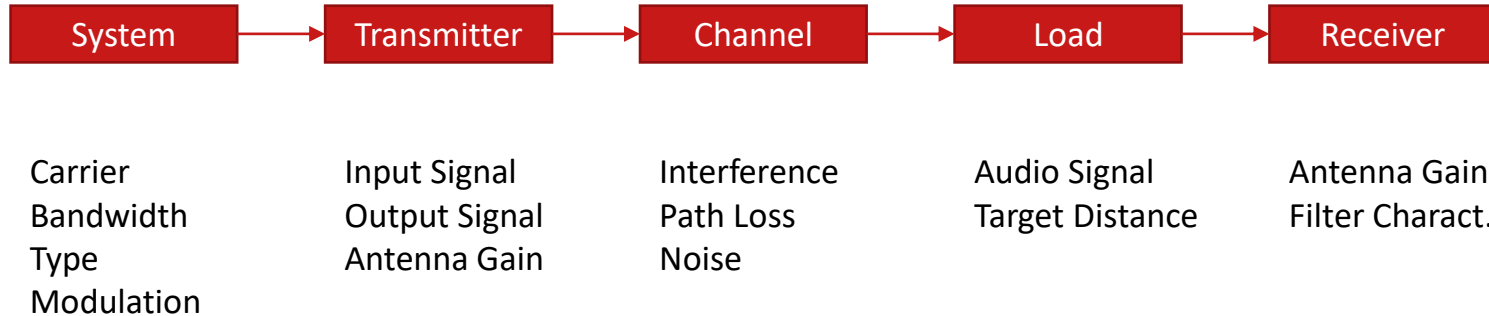 System
Transmitter
Channel
Load
Receiver
Carrier
Bandwidth
Type
Modulation
Input Signal
Output Signal
Antenna Gain
Interference
Path Loss
Noise
Audio Signal
Target Distance
Antenna Gain
Filter Charact.